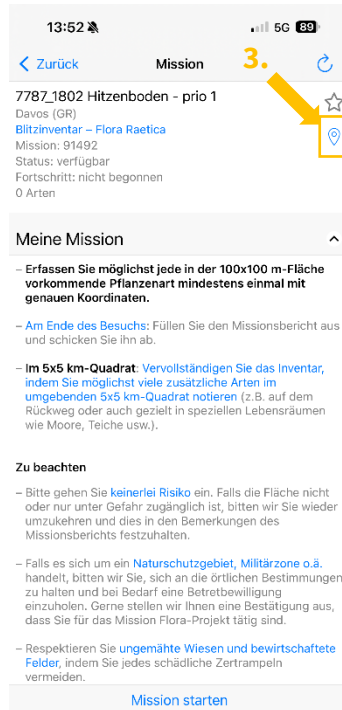 13:52 5G 89
Zurück Mission 3.
7787_1802 Hitzenboden - prio 1
Davos (GR)
Blitzinventar – Flora Raetica
Mission: 91492
Status: verfügbar
Fortschritt: nicht begonnen
0 Arten
Meine Mission
– Erfassen Sie möglichst jede in der 100x100 m-Fläche
vorkommende Pflanzenart mindestens einmal mit
genauen Koordinaten.
– Am Ende des Besuchs: Füllen Sie den Missionsbericht aus
und schicken Sie ihn ab.
– Im 5x5 km-Quadrat: Vervollständigen Sie das Inventar,
indem Sie möglichst viele zusätzliche Arten im
umgebenden 5x5 km-Quadrat notieren (z.B. auf dem
Rückweg oder auch gezielt in speziellen Lebensräumen
wie Moore, Teiche usw.).
Zu beachten
– Bitte gehen Sie keinerlei Risiko ein. Falls die Fläche nicht
oder nur unter Gefahr zugänglich ist, bitten wir Sie wieder
umzukehren und dies in den Bemerkungen des
Missionsberichts festzuhalten.
– Falls es sich um ein Naturschutzgebiet, Militärzone o.ä.
handelt, bitten wir Sie, sich an die örtlichen Bestimmungen
zu halten und bei Bedarf eine Betretbewilligung
einzuholen. Gerne stellen wir Ihnen eine Bestätigung aus,
dass Sie für das Mission Flora-Projekt tätig sind.
– Respektieren Sie ungemähte Wiesen und bewirtschaftete
Felder, indem Sie jedes schädliche Zertrampeln
vermeiden.
Mission starten